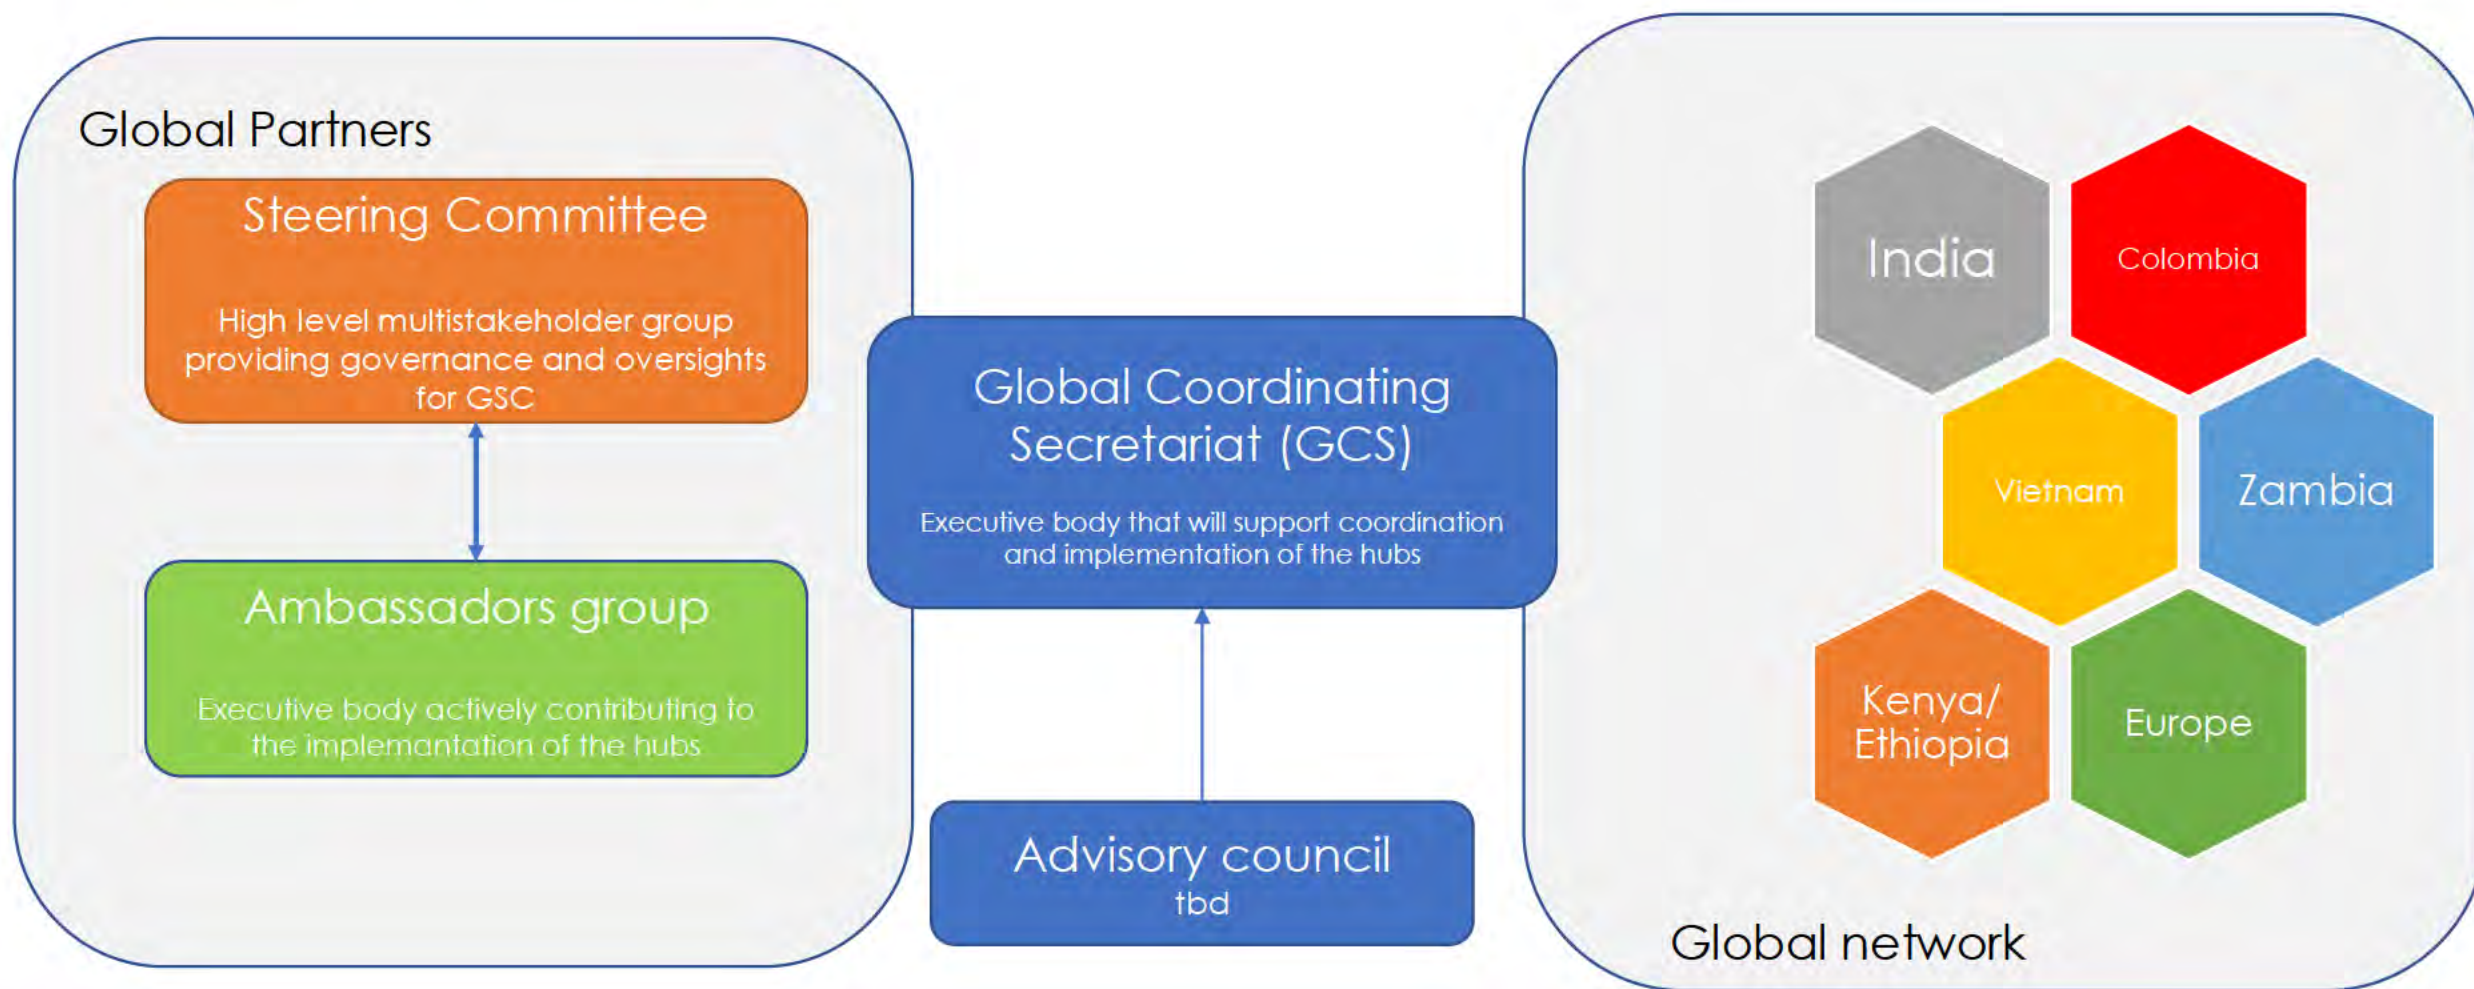 Global Partners
Steering Committee
High level multistakeholder group
providing governance and oversights
for GSC
Ambassadors group
Executive body actively contributing to
the implemantation of the hubs
Global Coordinating
Secretariat (GCS)
Executive body that will support coordination
and implementation of the hubs
Advisory council
tbd
India
Colombia
Vietnam
Zambia
Kenya/
Ethiopia
Europe
Global network